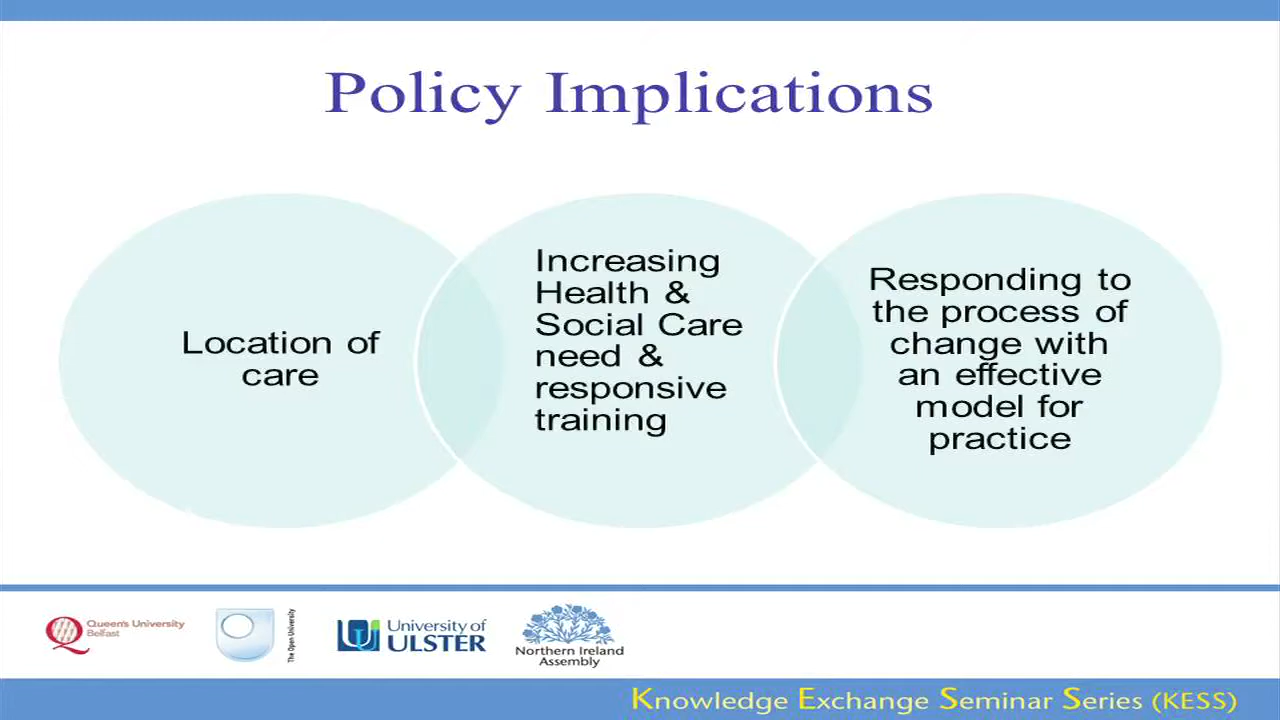 Policy Implications
Location of
care
Increasing
Health &
Social Care
need &
responsive
training
Responding to
the process of
change with
an effective
model for
practice
Queen's University
Belfast
The Open University
University of
ULSTER
Northern Ireland
Assembly
Knowledge Exchange Seminar Series (KESS)